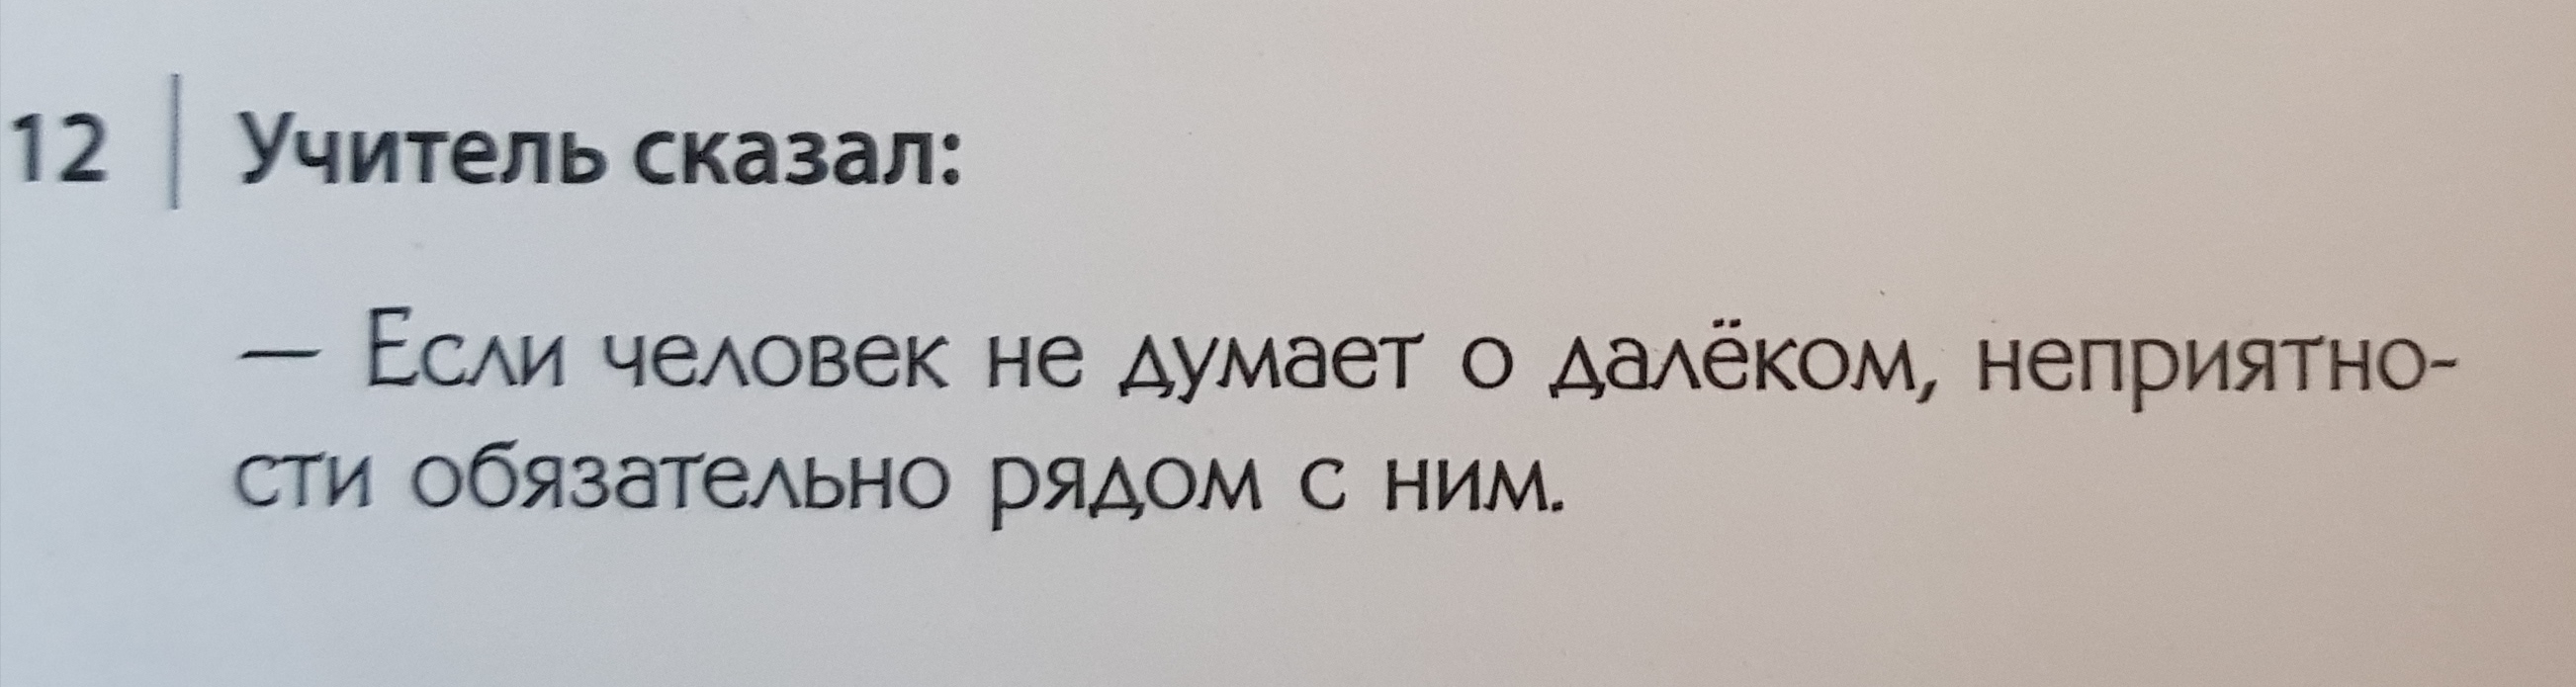 12 | Учитель сказал:
— Если человек не думает о далёком, неприятно-
сти обязательно рядом с ним.